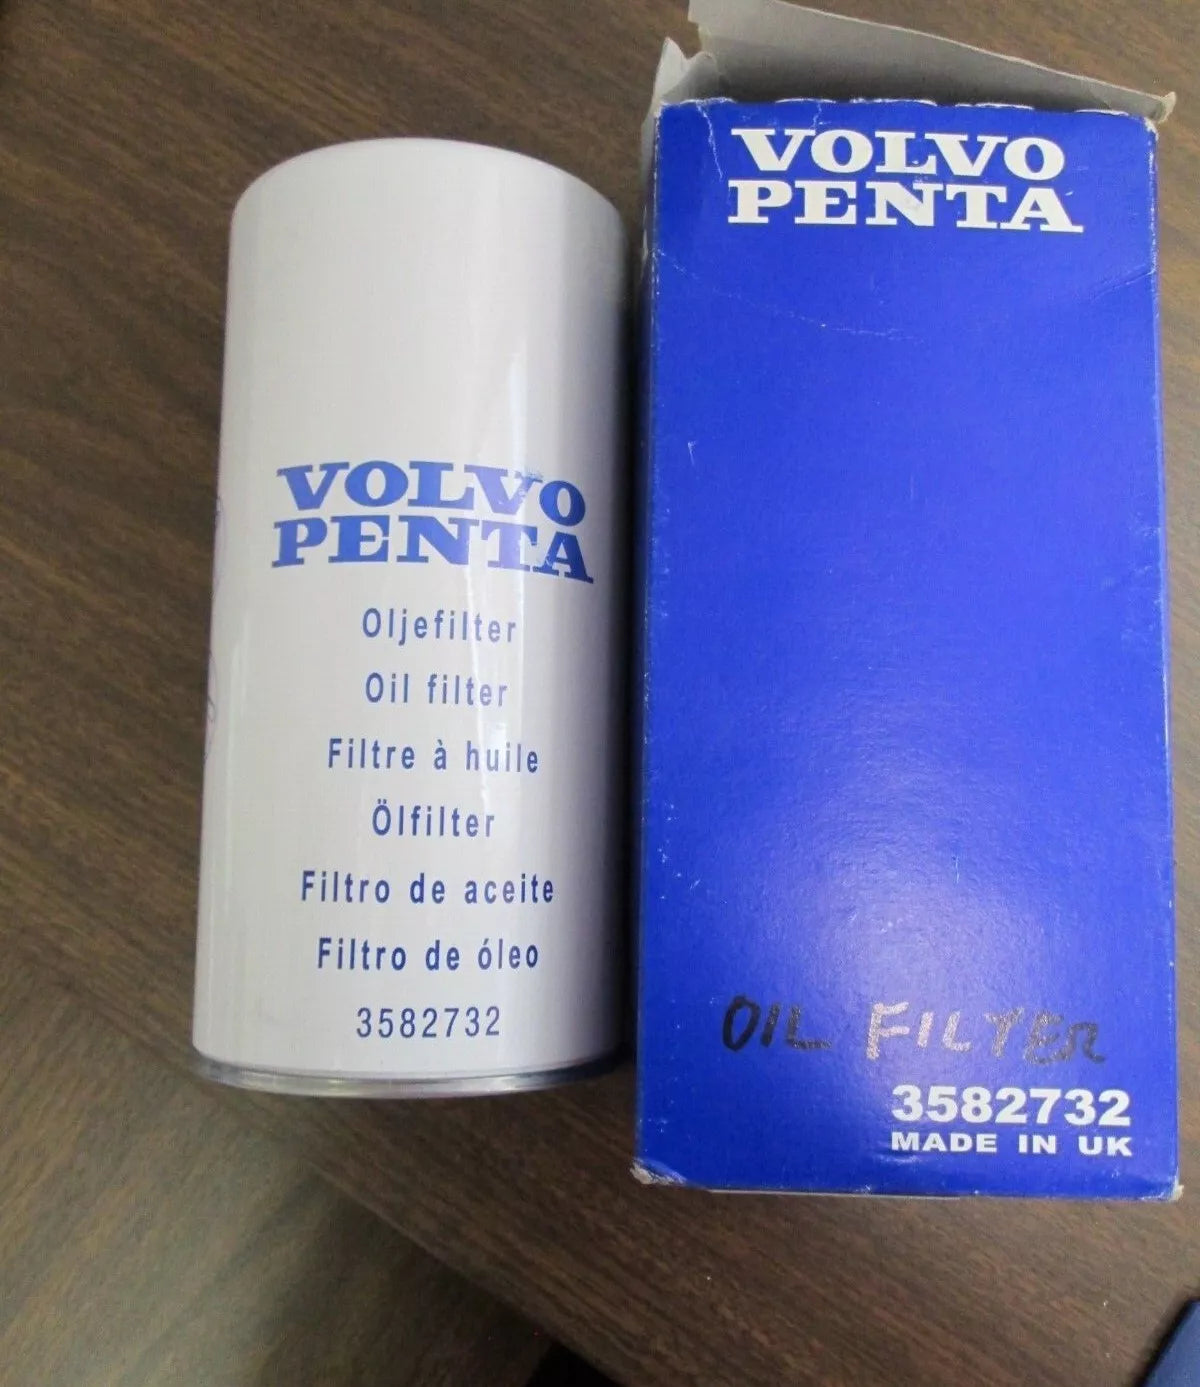 VOLVO
PENTA
Oljefilter
Oil filter
Filtre à huile
Ölfilter
Filtro de aceite
Filtro de óleo
3582732
VOLVO
PENTA
OIL FILTER
3582732
MADE IN UK